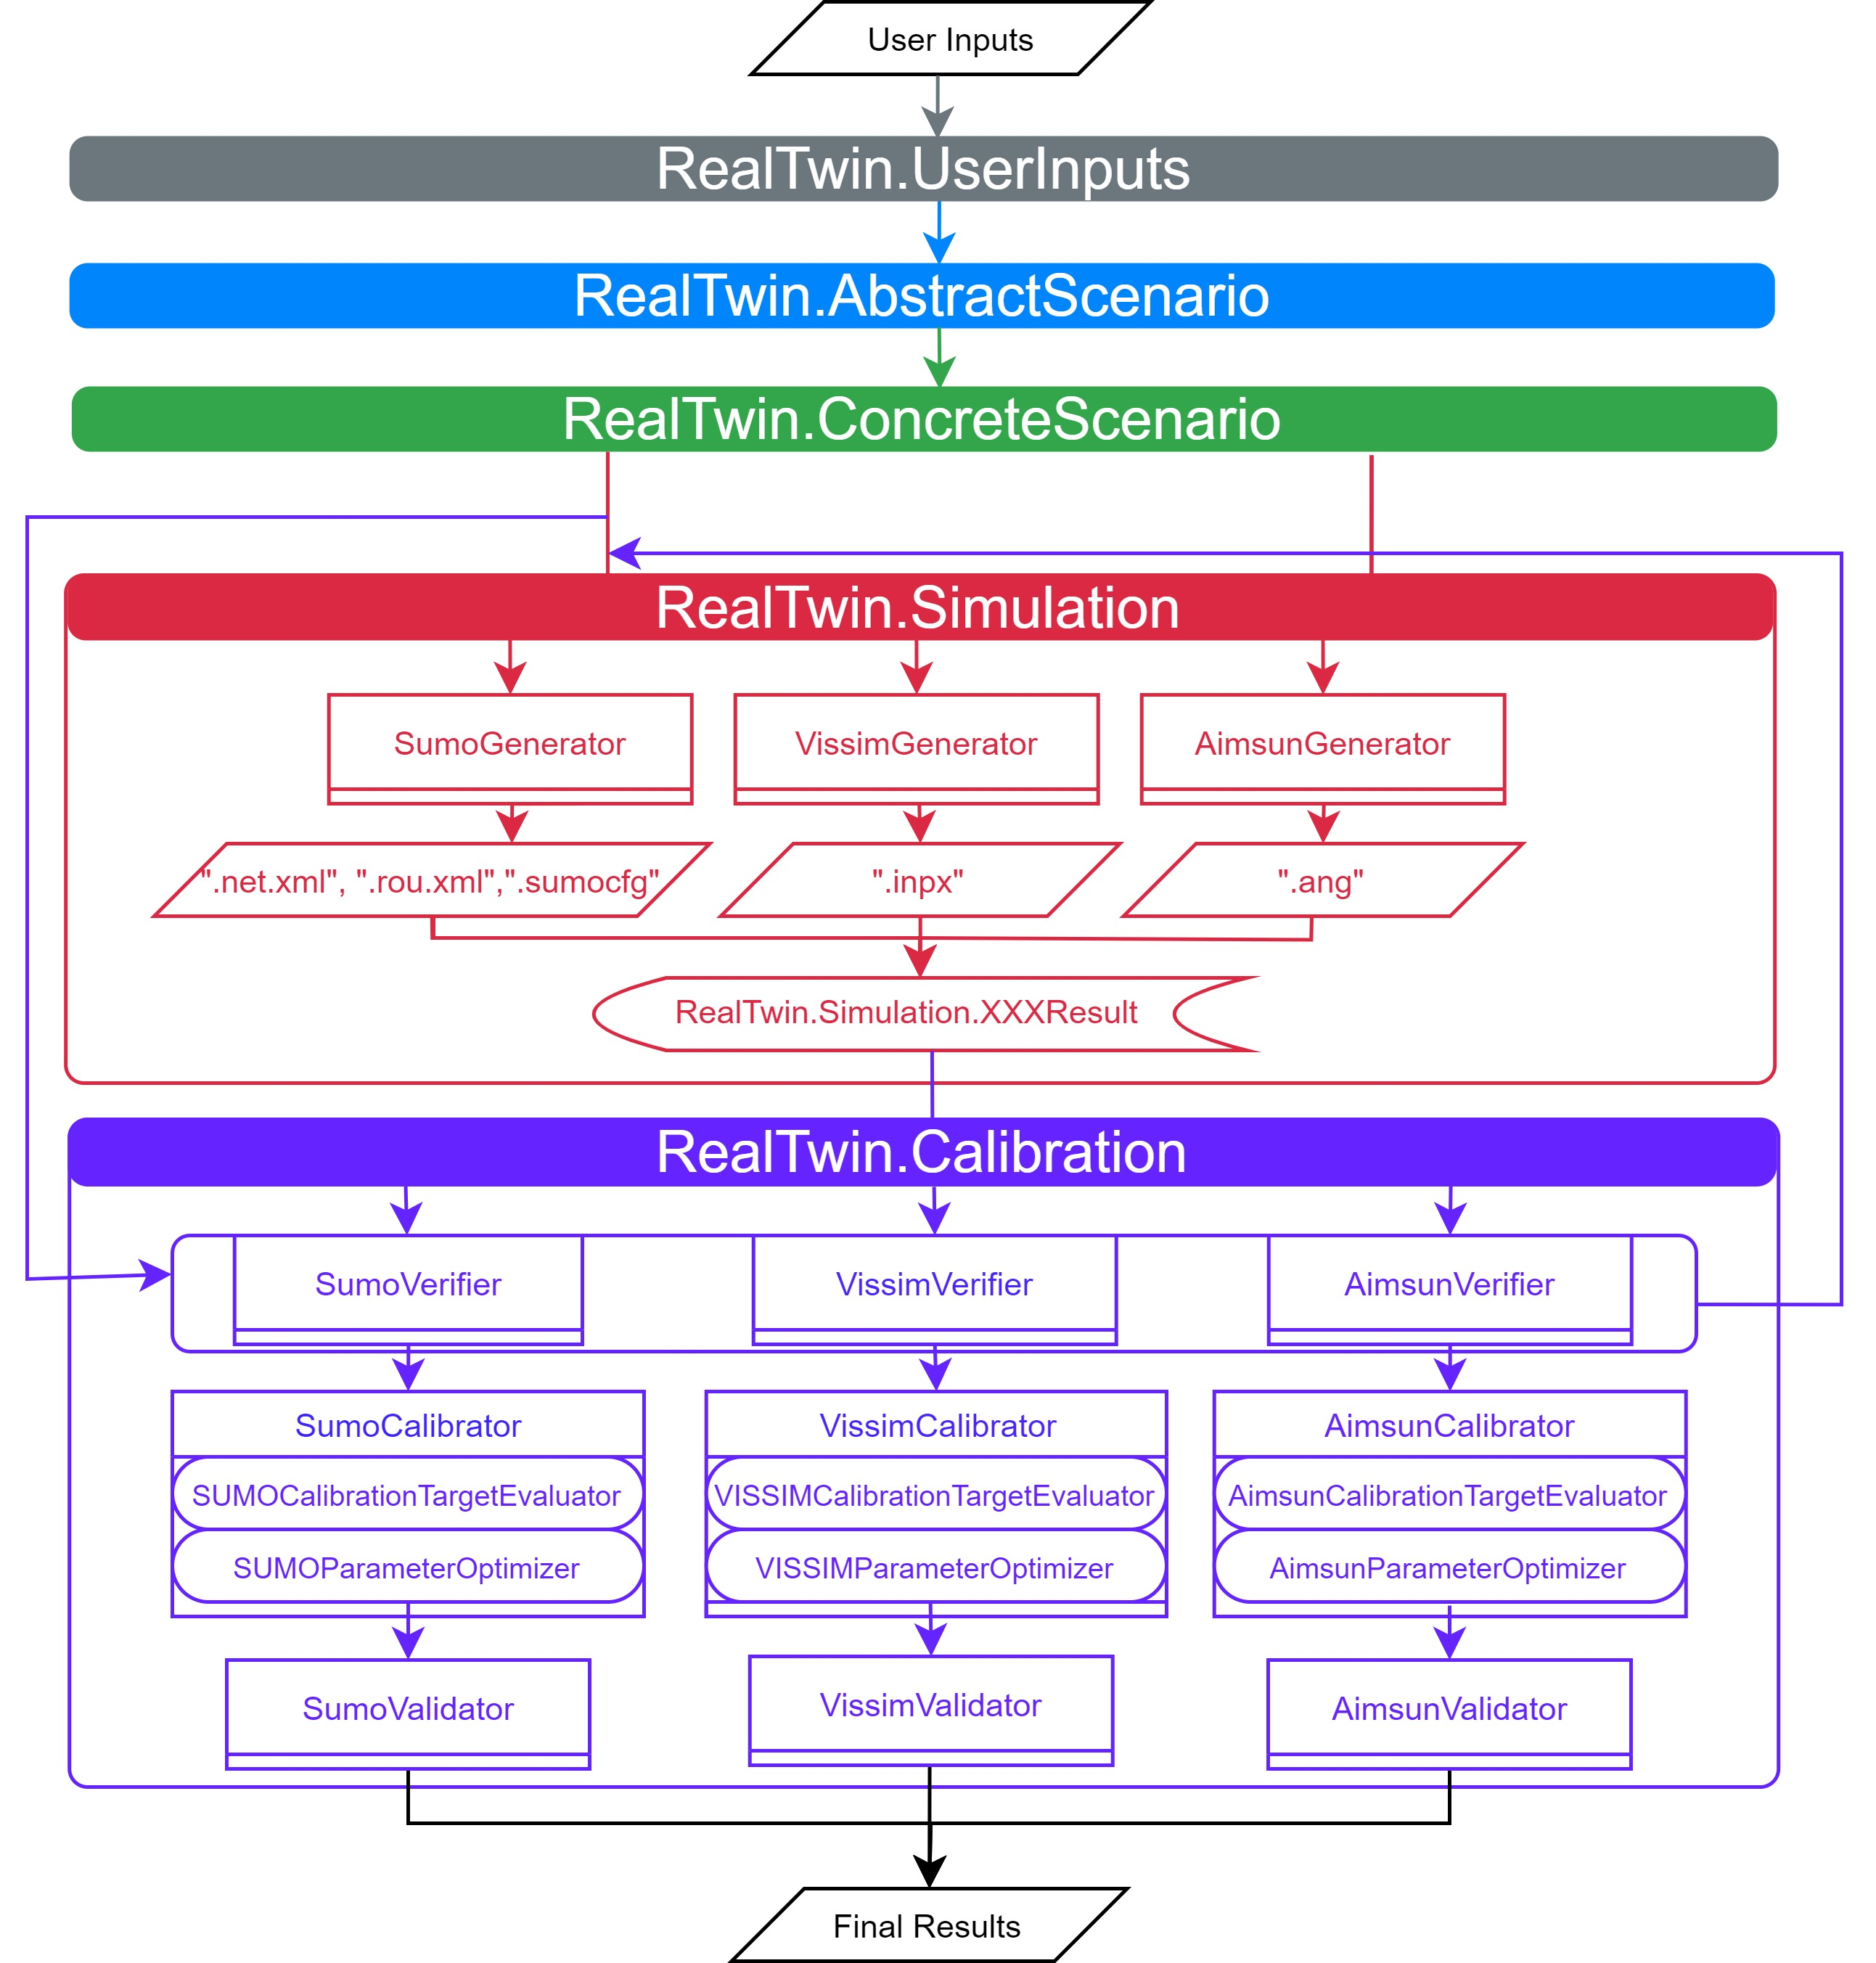 User Inputs
RealTwin.UserInputs
RealTwin.AbstractScenario
RealTwin.ConcreteScenario
RealTwin.Simulation
SumoGenerator
VissimGenerator
AimsunGenerator
".net.xml", ".rou.xml",".sumocfg"
".inpx"
".ang"
RealTwin.Simulation.XXXResult
RealTwin.Calibration
SumoVerifier
VissimVerifier
AimsunVerifier
SumoCalibrator
VissimCalibrator
AimsunCalibrator
SUMOCalibrationTargetEvaluator
VISSIMCalibrationTargetEvaluator
AimsunCalibrationTargetEvaluator
SUMOParameterOptimizer
VISSIMParameterOptimizer
AimsunParameterOptimizer
SumoValidator
VissimValidator
AimsunValidator
Final Results